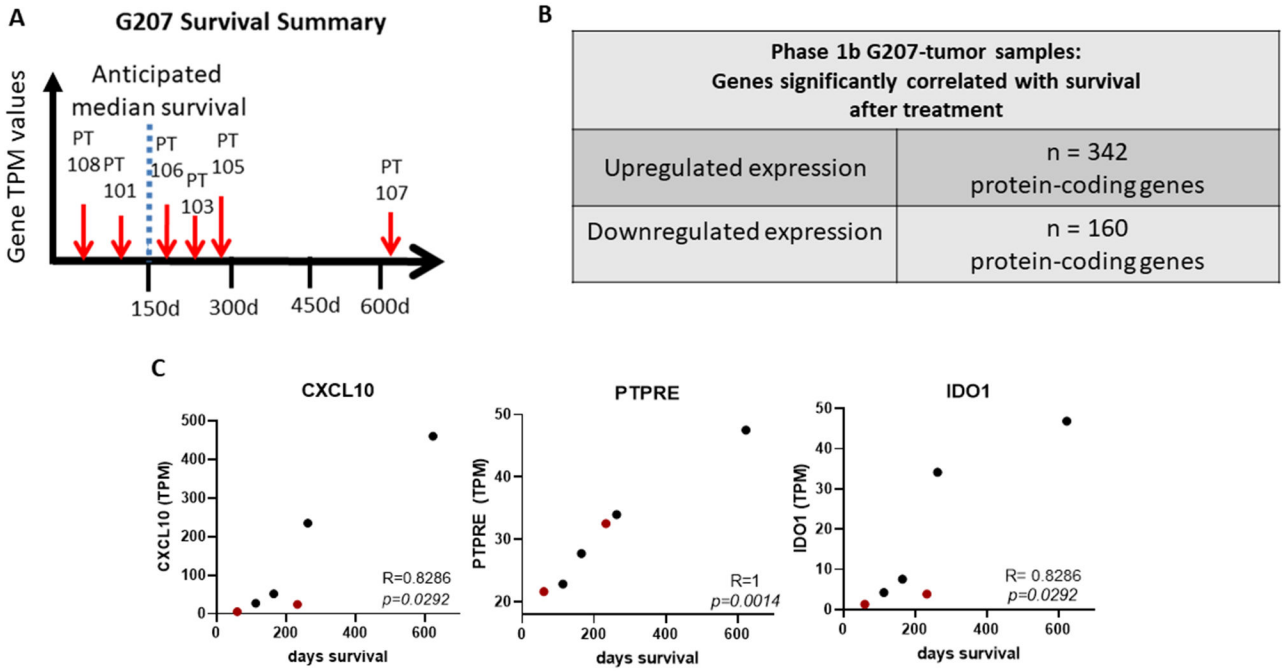 A
G207 Survival Summary
Gene TPM values
Anticipated
median survival
PT
108
PT
101
PT
106
PT
103
PT
105
PT
107
150d
300d
450d
600d
B
Phase 1b G207-tumor samples:
Genes significantly correlated with survival
after treatment
Upregulated expression
n = 342
protein-coding genes
Downregulated expression
n = 160
protein-coding genes
C
CXCL10
CXCL10 (TPM)
500
400
300
200
100
0
R=0.8286
p=0.0292
0 200 400 600
days survival
PTPRE
PTPRE (TPM)
50
40
30
20
R=1
p=0.0014
0 200 400 600
days survival
IDO1
IDO1 (TPM)
50
40
30
20
10
0
R= 0.8286
p=0.0292
0 200 400 600
days survival